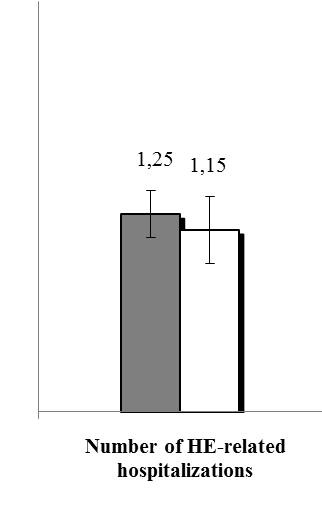 1,25
1,15
Number of HE-related
hospitalizations